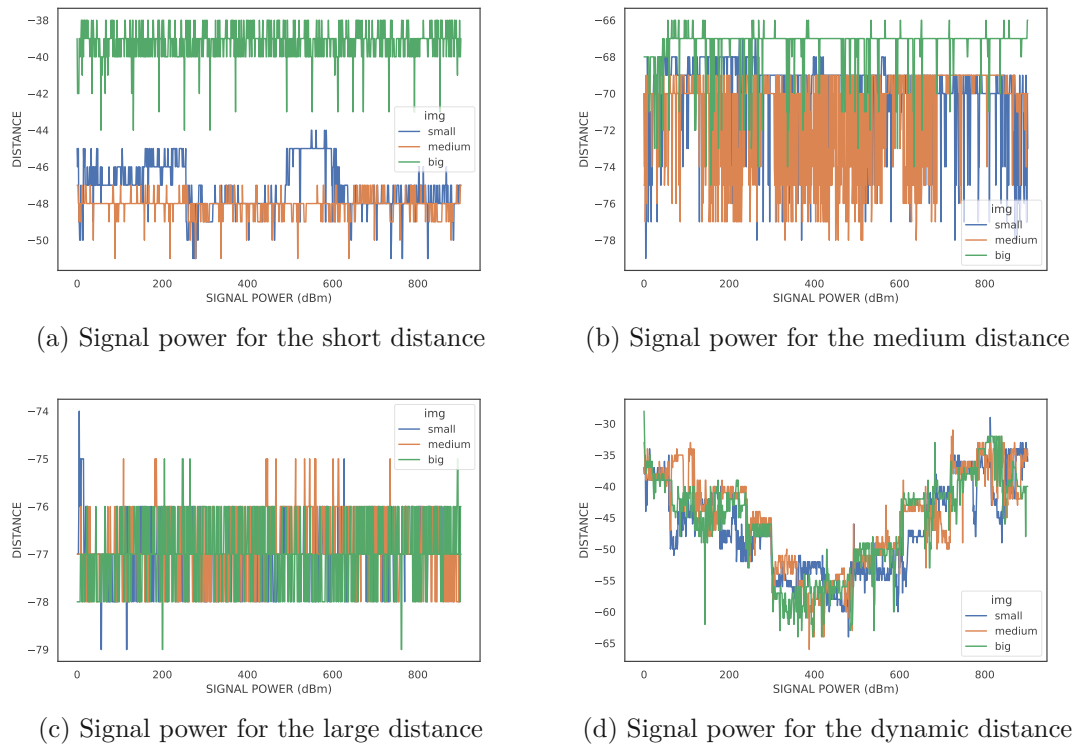 −38
−40
−42
−44
−46
−48
−50
DISTANCE
img
small
medium
big
0 200 400 600 800
SIGNAL POWER (dBm)
(a) Signal power for the short distance
−66
−68
−70
−72
−74
−76
−78
DISTANCE
img
small
medium
big
0 200 400 600 800
SIGNAL POWER (dBm)
(b) Signal power for the medium distance
−74
−75
−76
−77
−78
−79
DISTANCE
img
small
medium
big
0 200 400 600 800
SIGNAL POWER (dBm)
(c) Signal power for the large distance
−30
−35
−40
−45
−50
−55
−60
−65
DISTANCE
img
small
medium
big
0 200 400 600 800
SIGNAL POWER (dBm)
(d) Signal power for the dynamic distance